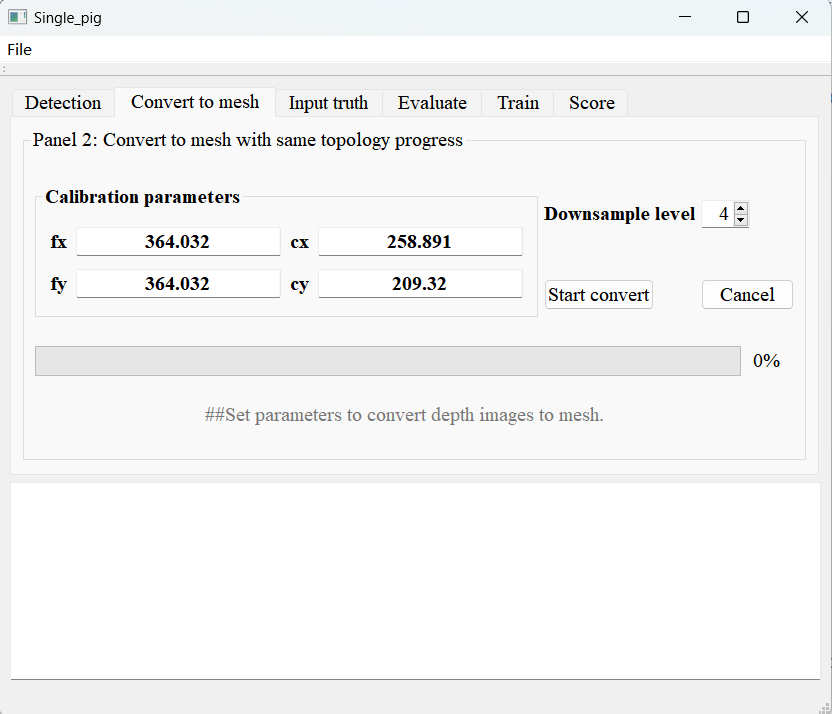 Single_pig
File
Detection Convert to mesh Input truth Evaluate Train Score
Panel 2: Convert to mesh with same topology progress
Calibration parameters
Downsample level 4
fx 364.032 cx 258.891
fy 364.032 cy 209.32
Start convert Cancel
0%
##Set parameters to convert depth images to mesh.